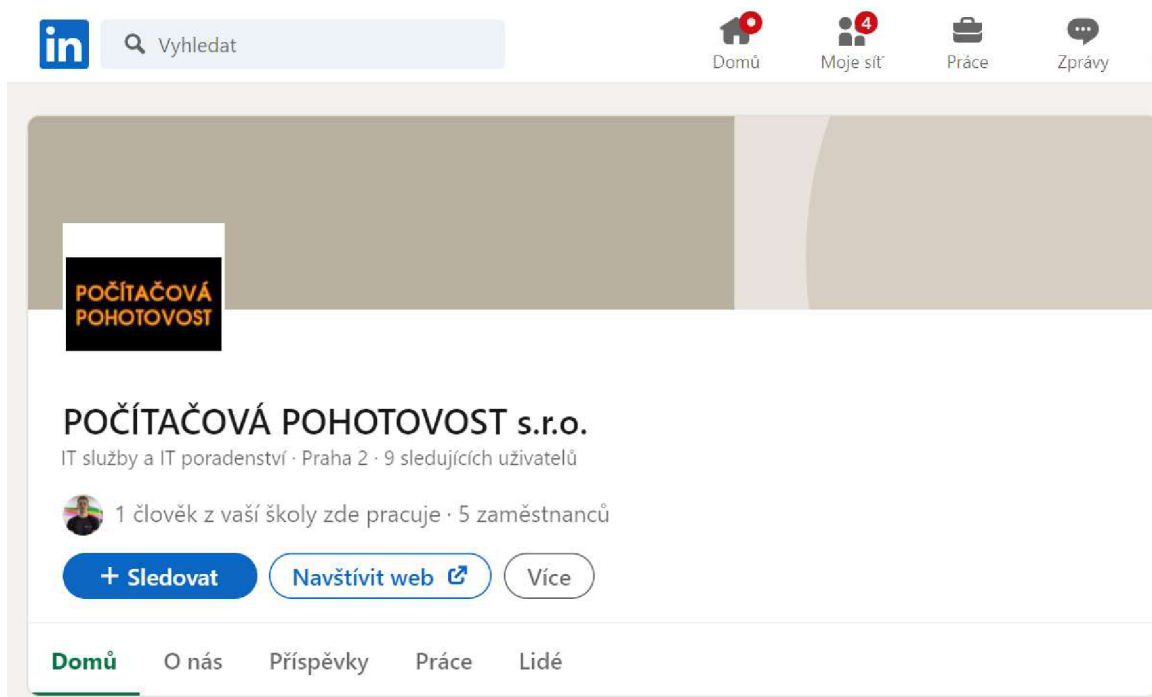 in Vyhledat
4
Domů Moje síť Práce Zprávy
POČÍTAČOVÁ
POHOTOVOST
POČÍTAČOVÁ POHOTOVOST s.r.o.
IT služby a IT poradenství · Praha 2 · 9 sledujících uživatelů
1 člověk z vaší školy zde pracuje · 5 zaměstnanců
+ Sledovat Navštívit web Více
Domů O nás Příspěvky Práce Lidé